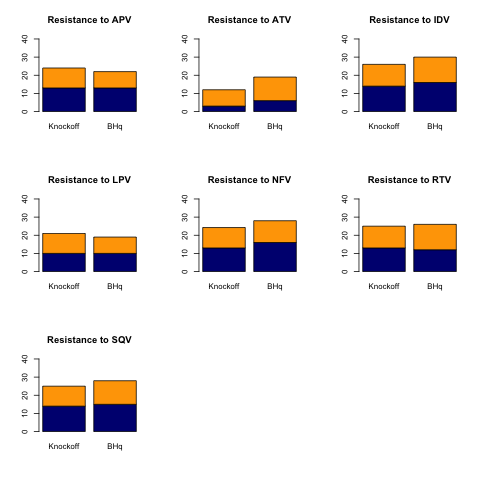 Resistance to APV
Resistance to ATV
Resistance to IDV
40
30
20
10
0
Knockoff
BHq
40
30
20
10
0
Knockoff
BHq
40
30
20
10
0
Knockoff
BHq
Resistance to LPV
Resistance to NFV
Resistance to RTV
40
30
20
10
0
Knockoff
BHq
40
30
20
10
0
Knockoff
BHq
40
30
20
10
0
Knockoff
BHq
Resistance to SQV
40
30
20
10
0
Knockoff
BHq